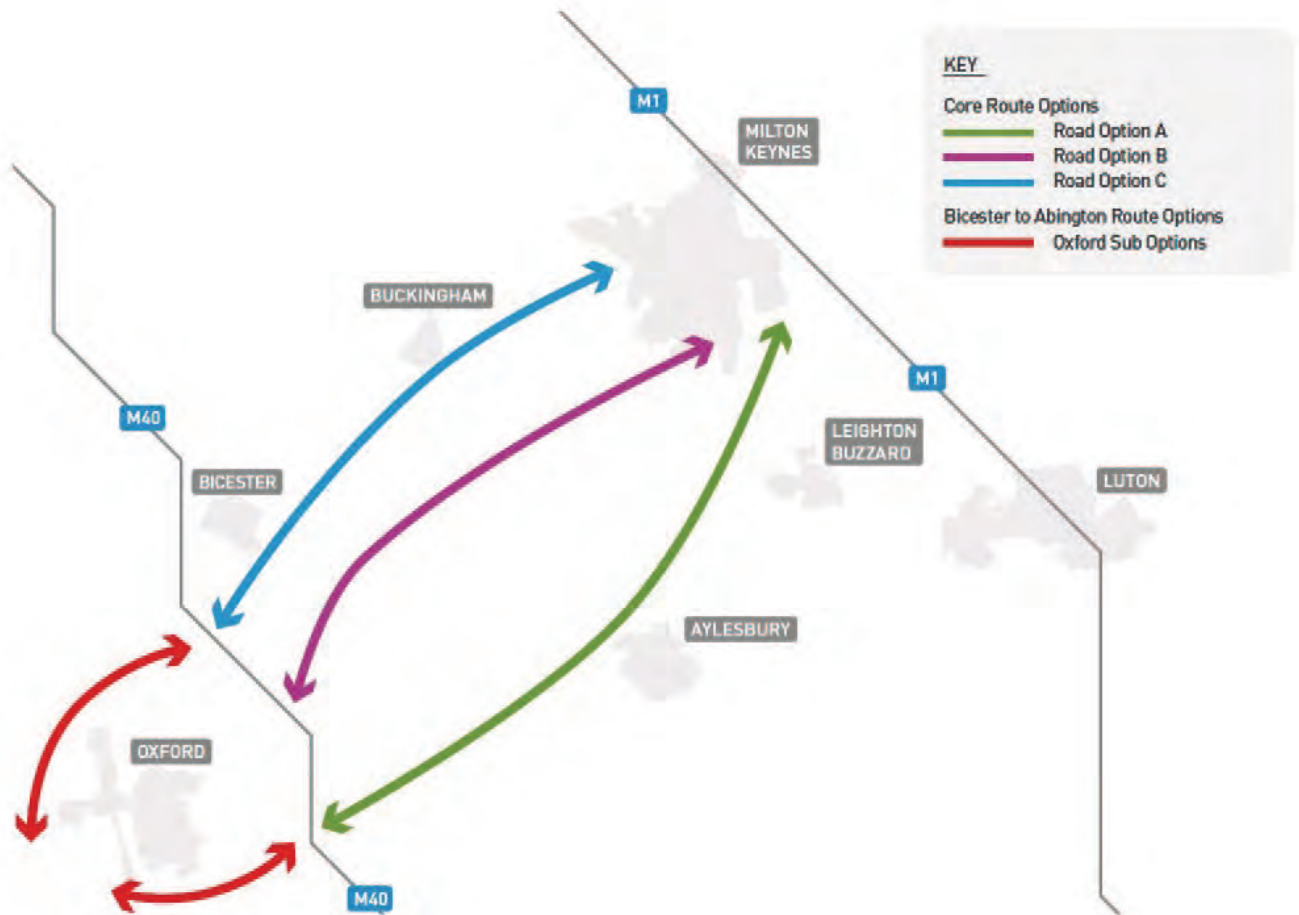 M1
MILTON
KEYNES
KEY
Core Route Options
Road Option A
Road Option B
Road Option C
Bicester to Abington Route Options
Oxford Sub Options
BUCKINGHAM
M1
M40
LEIGHTON
BUZZARD
BICESTER
LUTON
AYLESBURY
OXFORD
M40